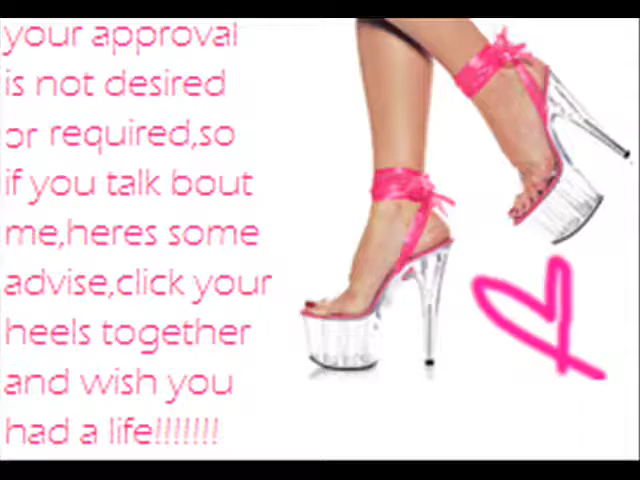 your approval
is not desired
or required,so
if you talk bout
me,heres some
advise,click your
heels together
and wish you
had a life!!!!!!!